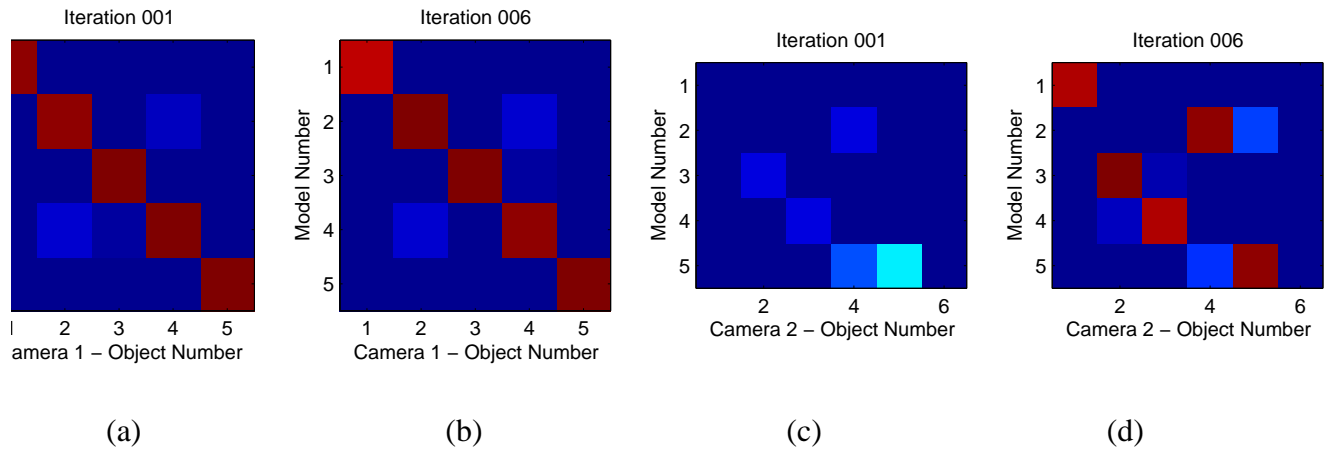 Iteration 001
2 3 4 5
amera 1 − Object Number
(a)
Iteration 006
Model Number
1
2
3
4
5
1 2 3 4 5
Camera 1 − Object Number
(b)
Iteration 001
Model Number
1
2
3
4
5
2 4 6
Camera 2 − Object Number
(c)
Iteration 006
Model Number
1
2
3
4
5
2 4 6
Camera 2 − Object Number
(d)